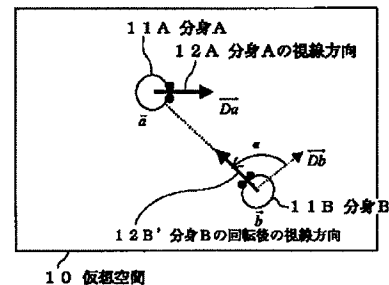 11A 分身A
12A 分身Aの視線方向
a
Da
α
Db
11B 分身B
b
12B' 分身Bの回転後の視線方向
10 仮想空間